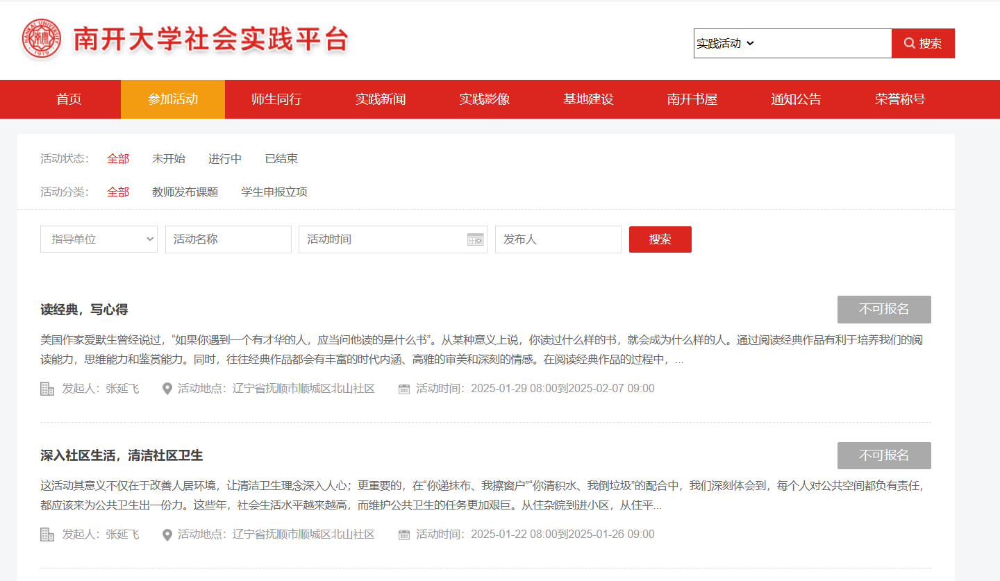 NANKAI UNIVERSITY
1919
南开大学社会实践平台
实践活动 搜索
首页 参加活动 师生同行 实践新闻 实践影像 基地建设 南开书屋 通知公告 荣誉称号
活动状态： 全部 未开始 进行中 已结束
活动分类： 全部 教师发布课题 学生申报立项
指导单位 活动名称 活动时间 发布人 搜索
读经典，写心得 不可报名
美国作家爱默生曾经说过，“如果你遇到一个有才华的人，应当问他读的是什么书”。从某种意义上说，你读过什么样的书，就会成为什么样的人。通过阅读经典作品有利于培养我们的阅
读能力，思维能力和鉴赏能力。同时，往往经典作品都会有丰富的时代内涵、高雅的审美和深刻的情感。在阅读经典作品的过程中，...
发起人：张延飞 活动地点：辽宁省抚顺市顺城区北山社区 活动时间：2025-01-29 08:00到2025-02-07 09:00
深入社区生活，清洁社区卫生 不可报名
这活动其意义不仅在于改善人居环境，让清洁卫生理念深入人心；更重要的，在“你递抹布、我擦窗户”“你清积水、我倒垃圾”的配合中，我们深刻体会到，每个人对公共空间都负有责任，
都应该来为公共卫生出一份力。这些年，社会生活水平越来越高，而维护公共卫生的任务更加艰巨。从住杂院到进小区，从住平...
发起人：张延飞 活动地点：辽宁省抚顺市顺城区北山社区 活动时间：2025-01-22 08:00到2025-01-26 09:00